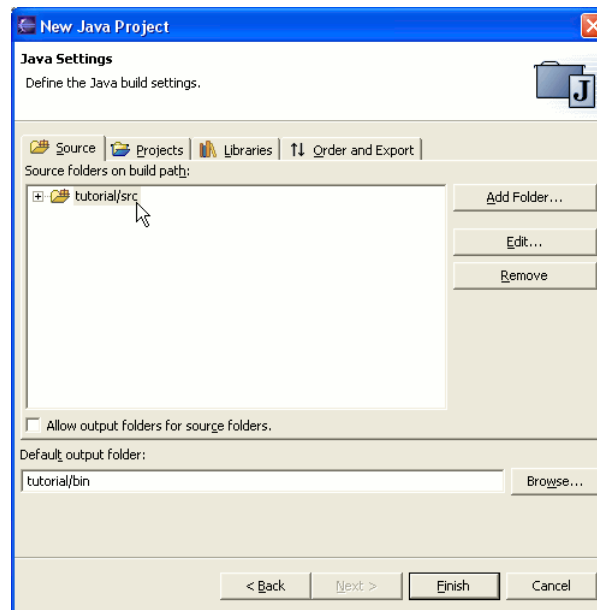 New Java Project
Java Settings
Define the Java build settings.
J
Source Projects Libraries Order and Export
Source folders on build path:
tutorial/src
Add Folder...
Edit...
Remove
Allow output folders for source folders.
Default output folder:
tutorial/bin Browse...
< Back Next > Finish Cancel